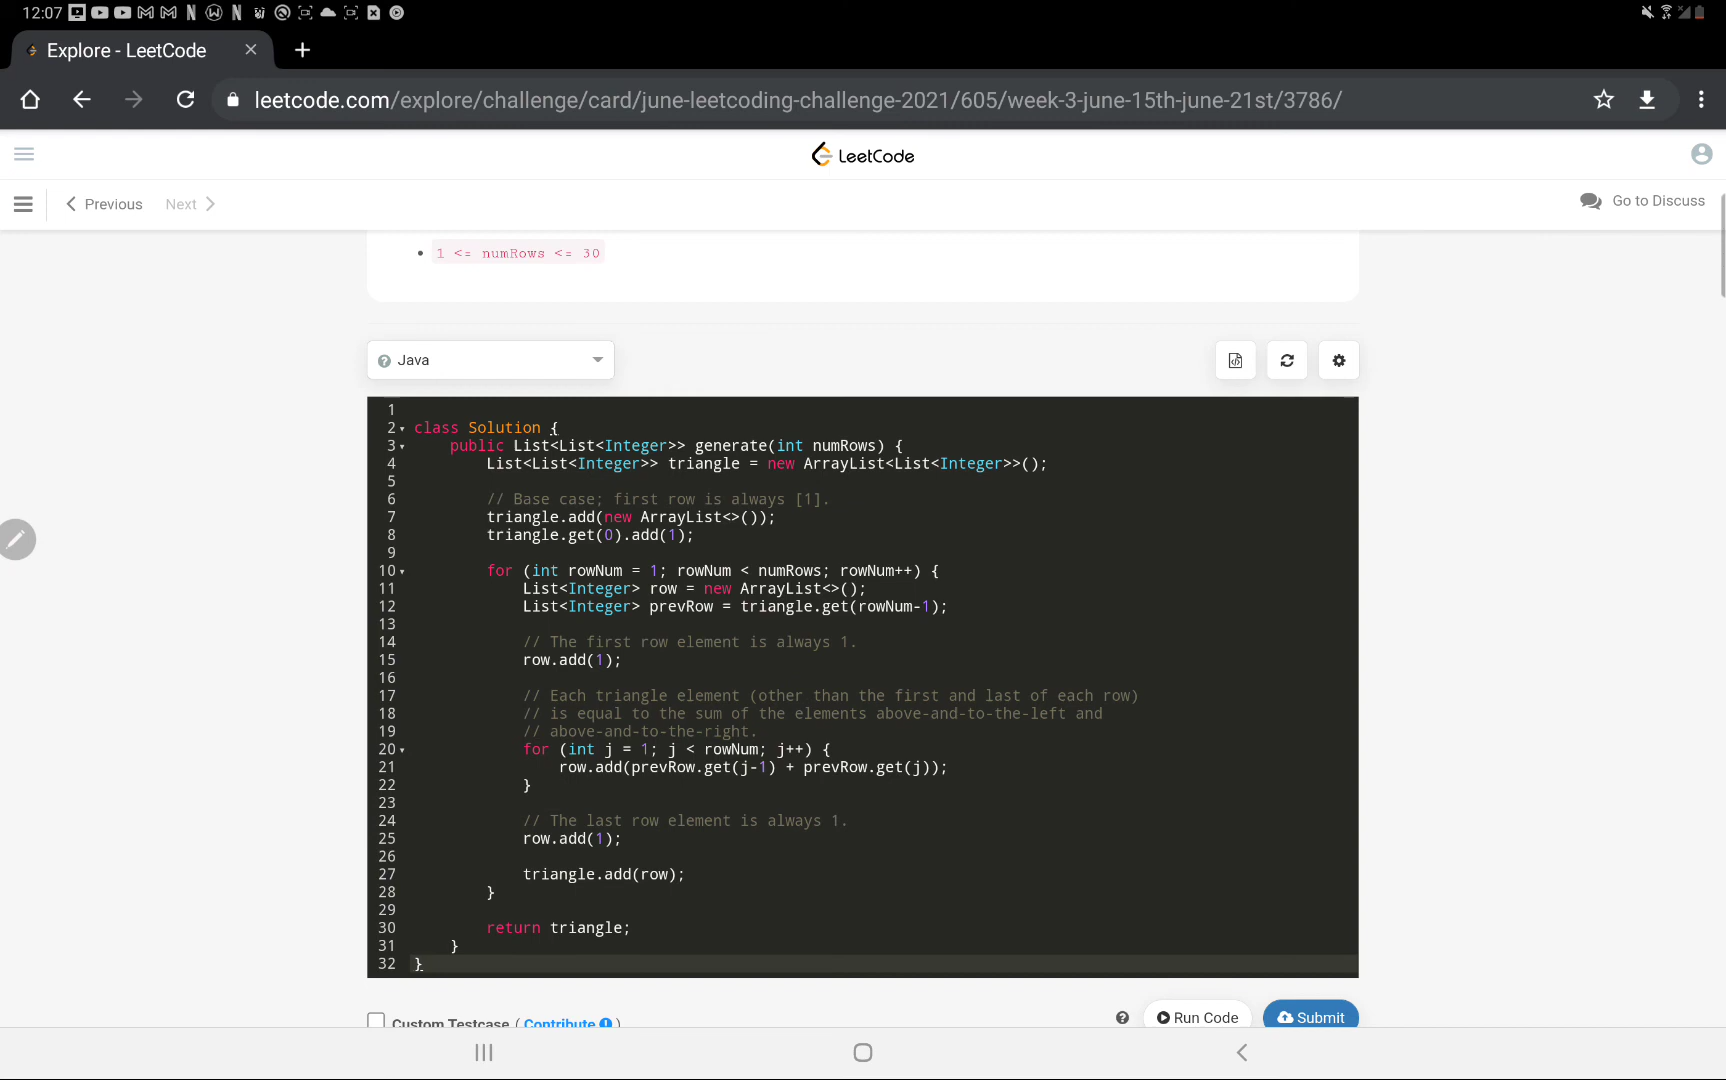 12:07
Explore - LeetCode
leetcode.com/explore/challenge/card/june-leetcoding-challenge-2021/605/week-3-june-15th-june-21st/3786/
LeetCode
Previous Next Go to Discuss
1 <= numRows <= 30
Java
1
2 class Solution {
3 public List<List<Integer>> generate(int numRows) {
4 List<List<Integer>> triangle = new ArrayList<List<Integer>>();
5
6 // Base case; first row is always [1].
7 triangle.add(new ArrayList<>());
8 triangle.get(0).add(1);
9
10 for (int rowNum = 1; rowNum < numRows; rowNum++) {
11 List<Integer> row = new ArrayList<>();
12 List<Integer> prevRow = triangle.get(rowNum-1);
13
14 // The first row element is always 1.
15 row.add(1);
16
17 // Each triangle element (other than the first and last of each row)
18 // is equal to the sum of the elements above-and-to-the-left and
19 // above-and-to-the-right.
20 for (int j = 1; j < rowNum; j++) {
21 row.add(prevRow.get(j-1) + prevRow.get(j));
22 }
23
24 // The last row element is always 1.
25 row.add(1);
26
27 triangle.add(row);
28 }
29
30 return triangle;
31 }
32 }
Custom Testcase ( Contribute ) Run Code Submit